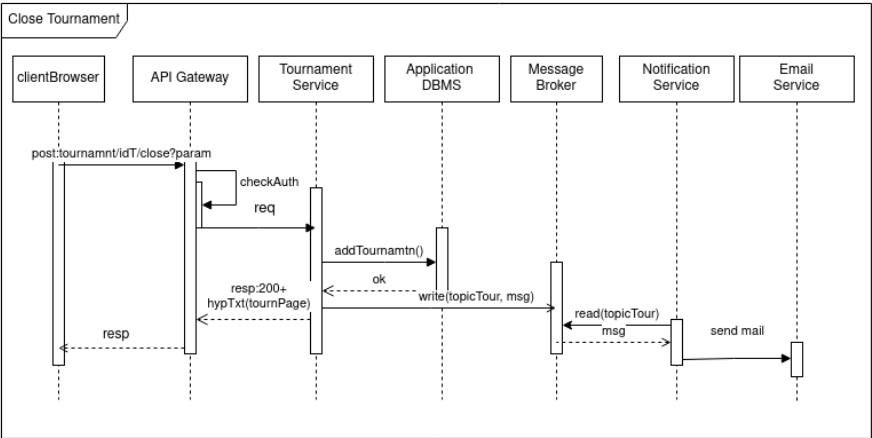 Close Tournament
clientBrowser
API Gateway
Tournament
Service
Application
DBMS
Message
Broker
Notification
Service
Email
Service
post:tournamnt/idT/close?param
checkAuth
req
addTournamtn()
ok
resp:200+
hypTxt(tournPage)
write(topicTour, msg)
read(topicTour)
msg
send mail
resp